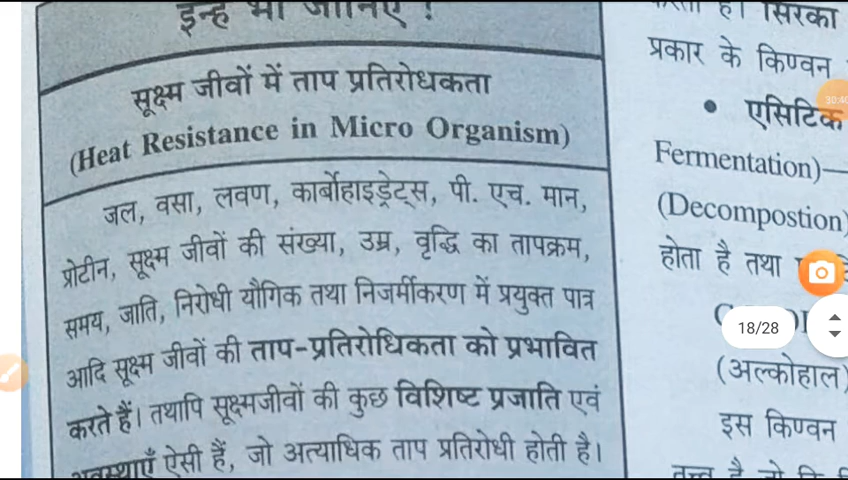 इन्हें भी जानिए !
सूक्ष्म जीवों में ताप प्रतिरोधकता
(Heat Resistance in Micro Organism)
जल, वसा, लवण, कार्बोहाइड्रेट्स, पी. एच. मान,
प्रोटीन, सूक्ष्म जीवों की संख्या, उम्र, वृद्धि का तापक्रम,
समय, जाति, निरोधी यौगिक तथा निजर्मीकरण में प्रयुक्त पात्र
आदि सूक्ष्म जीवों की ताप-प्रतिरोधिकता को प्रभावित
करते हैं। तथापि सूक्ष्मजीवों की कुछ विशिष्ट प्रजाति एवं
अवस्थाएँ ऐसी हैं, जो अत्याधिक ताप प्रतिरोधी होती है।
है। सिरका
प्रकार के किण्वन
• एसिटिक
Fermentation)—
(Decompostion)
होता है तथा
(अल्कोहाल)
इस किण्वन
18/28